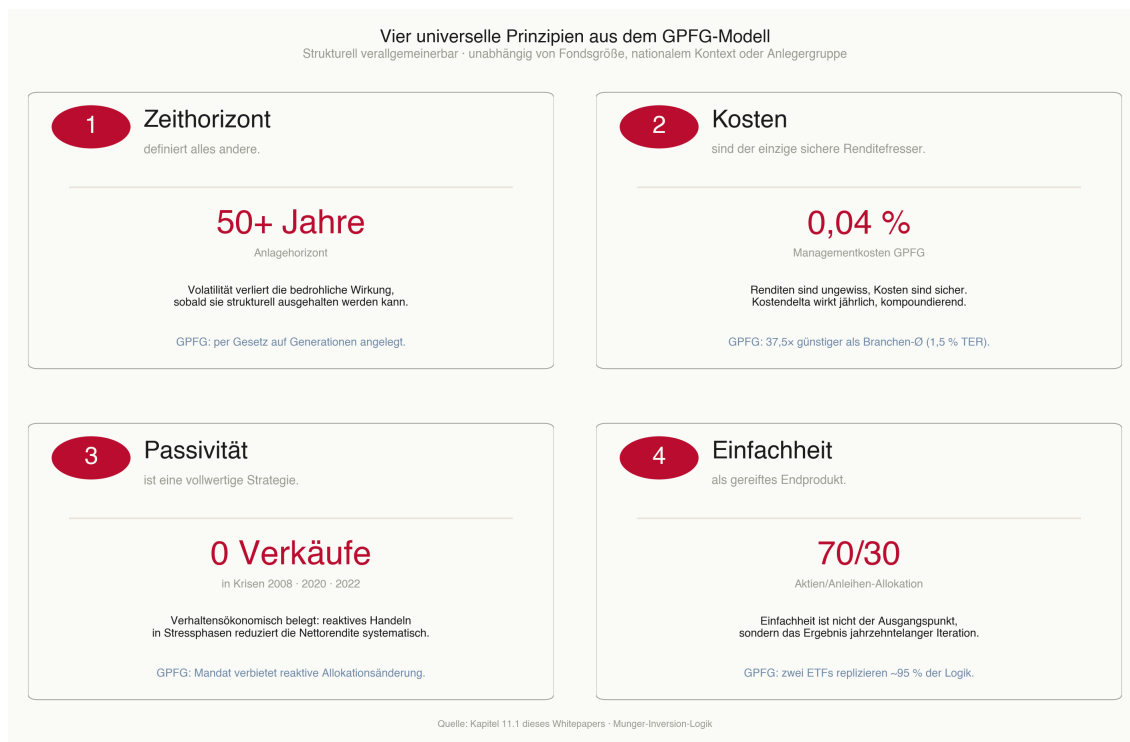 Vier universelle Prinzipien aus dem GPFG-Modell
Strukturell verallgemeinerbar · unabhängig von Fondsgröße, nationalem Kontext oder Anlegergruppe
1
Zeithorizont
definiert alles andere.
50+ Jahre
Anlagehorizont
Volatilität verliert die bedrohliche Wirkung,
sobald sie strukturell ausgehalten werden kann.
GPFG: per Gesetz auf Generationen angelegt.
2
Kosten
sind der einzige sichere Renditefresser.
0,04 %
Managementkosten GPFG
Renditen sind ungewiss, Kosten sind sicher.
Kostendelta wirkt jährlich, kompoundierend.
GPFG: 37,5× günstiger als Branchen-Ø (1,5 % TER).
3
Passivität
ist eine vollwertige Strategie.
0 Verkäufe
in Krisen 2008 · 2020 · 2022
Verhaltensökonomisch belegt: reaktives Handeln
in Stressphasen reduziert die Nettorendite systematisch.
GPFG: Mandat verbietet reaktive Allokationsänderung.
4
Einfachheit
als gereiftes Endprodukt.
70/30
Aktien/Anleihen-Allokation
Einfachheit ist nicht der Ausgangspunkt,
sondern das Ergebnis jahrzehntelanger Iteration.
GPFG: zwei ETFs replizieren ~95 % der Logik.
Quelle: Kapitel 11.1 dieses Whitepapers · Munger-Inversion-Logik